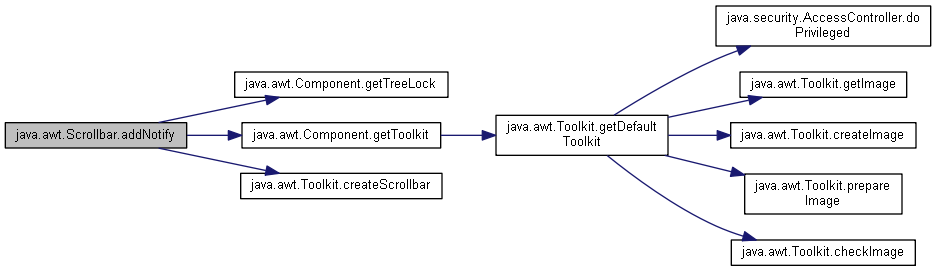 java.awt.Scrollbar.addNotify
java.awt.Component.getTreeLock
java.awt.Component.getToolkit
java.awt.Toolkit.createScrollbar
java.awt.Toolkit.getDefault
Toolkit
java.security.AccessController.do
Privileged
java.awt.Toolkit.getImage
java.awt.Toolkit.createImage
java.awt.Toolkit.prepare
Image
java.awt.Toolkit.checkImage